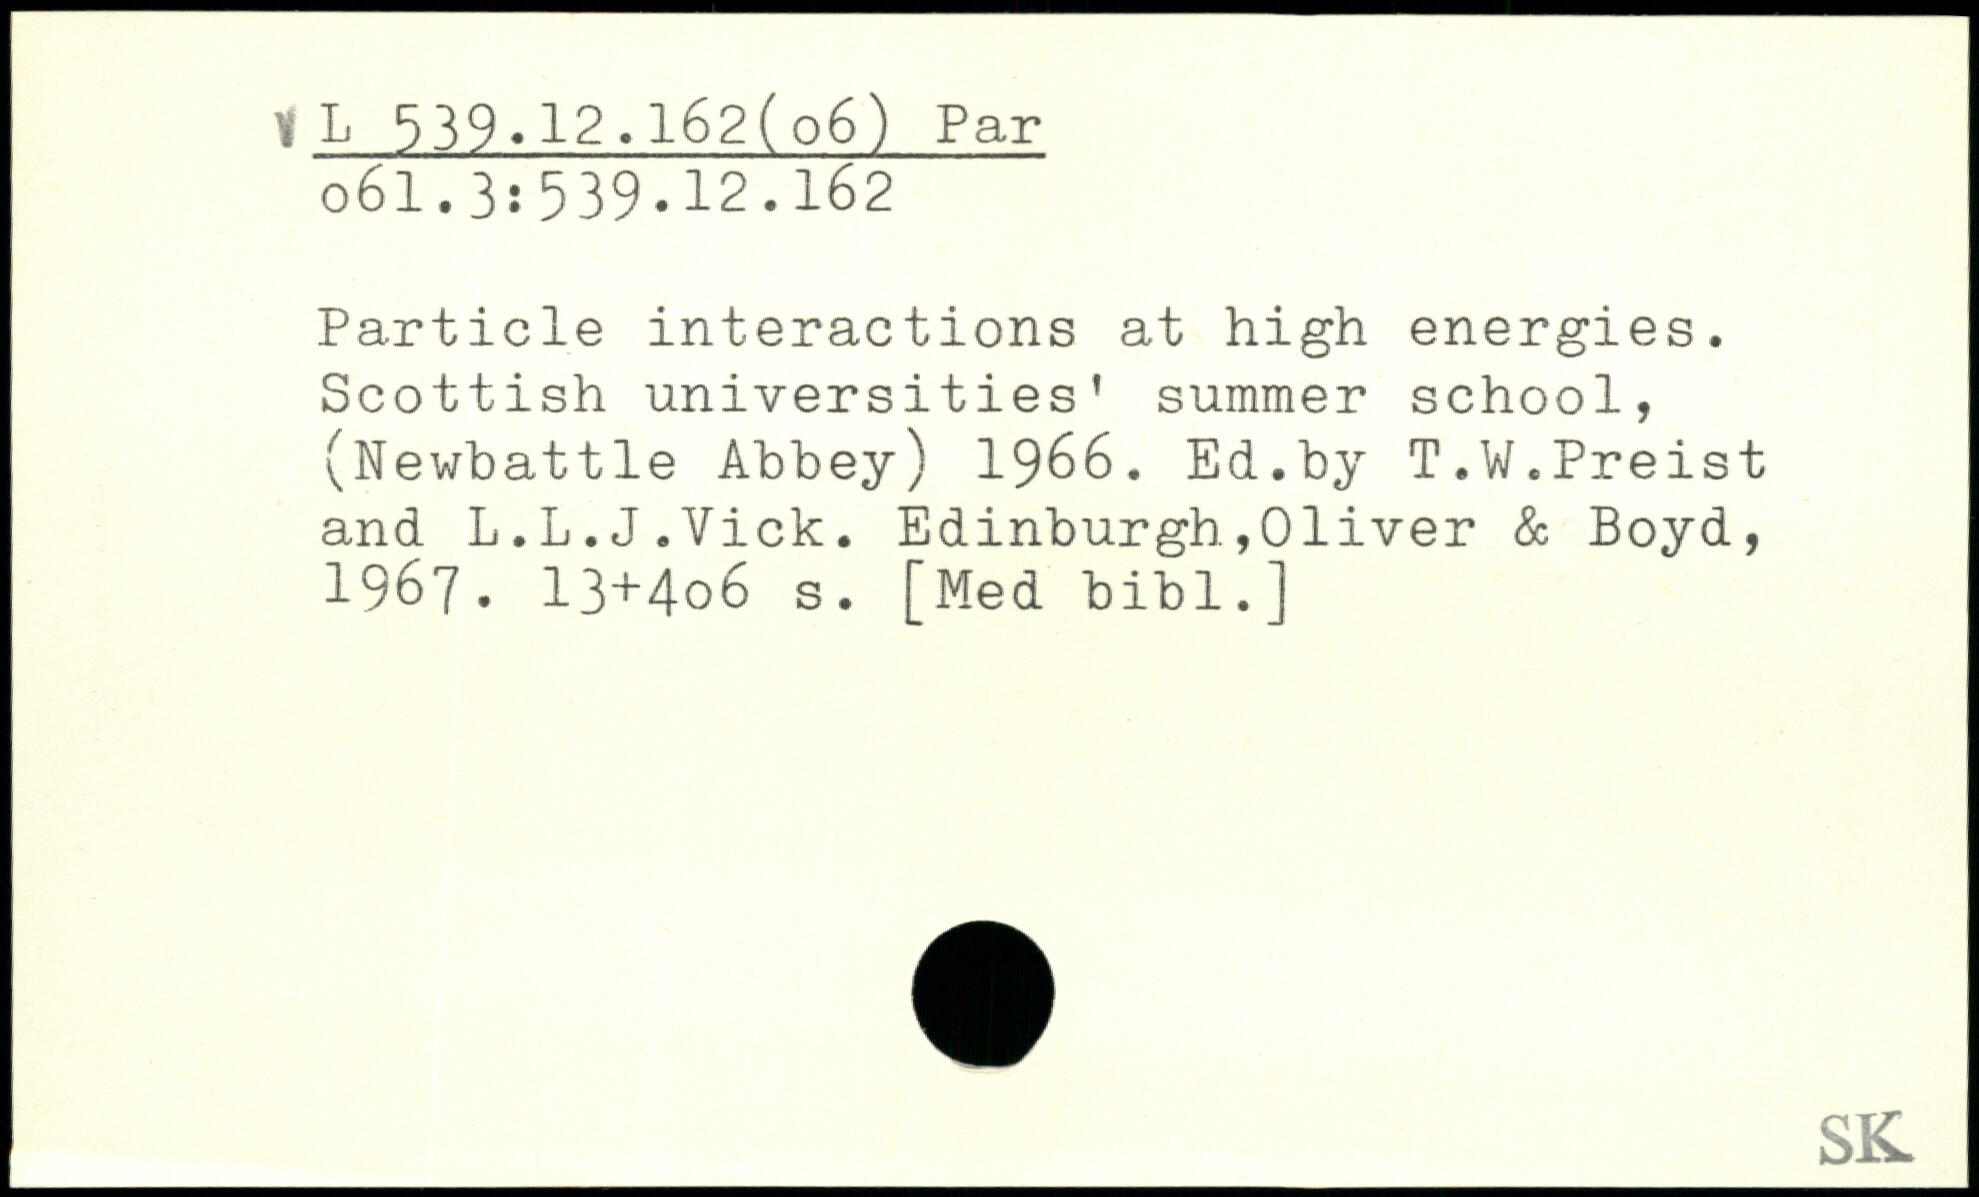 V L 539.12.162(o6) Par
o61.3:539.12.162
Particle interactions at high energies.
Scottish universities' summer school,
(Newbattle Abbey) 1966. Ed.by T.W.Preist
and L.L.J.Vick. Edinburgh,Oliver & Boyd,
1967. 13+4o6 s. [Med bibl.]
SK